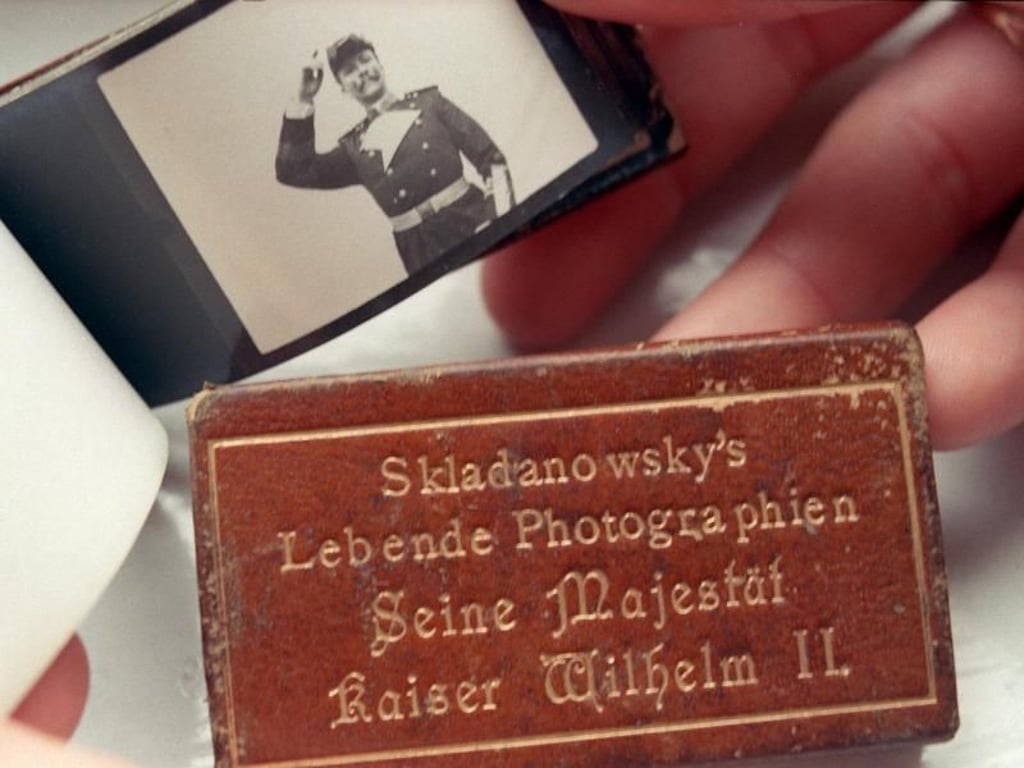 Skladanowsky's
Lebende Photographien
Seine Majestät
Kaiser Wilhelm II.